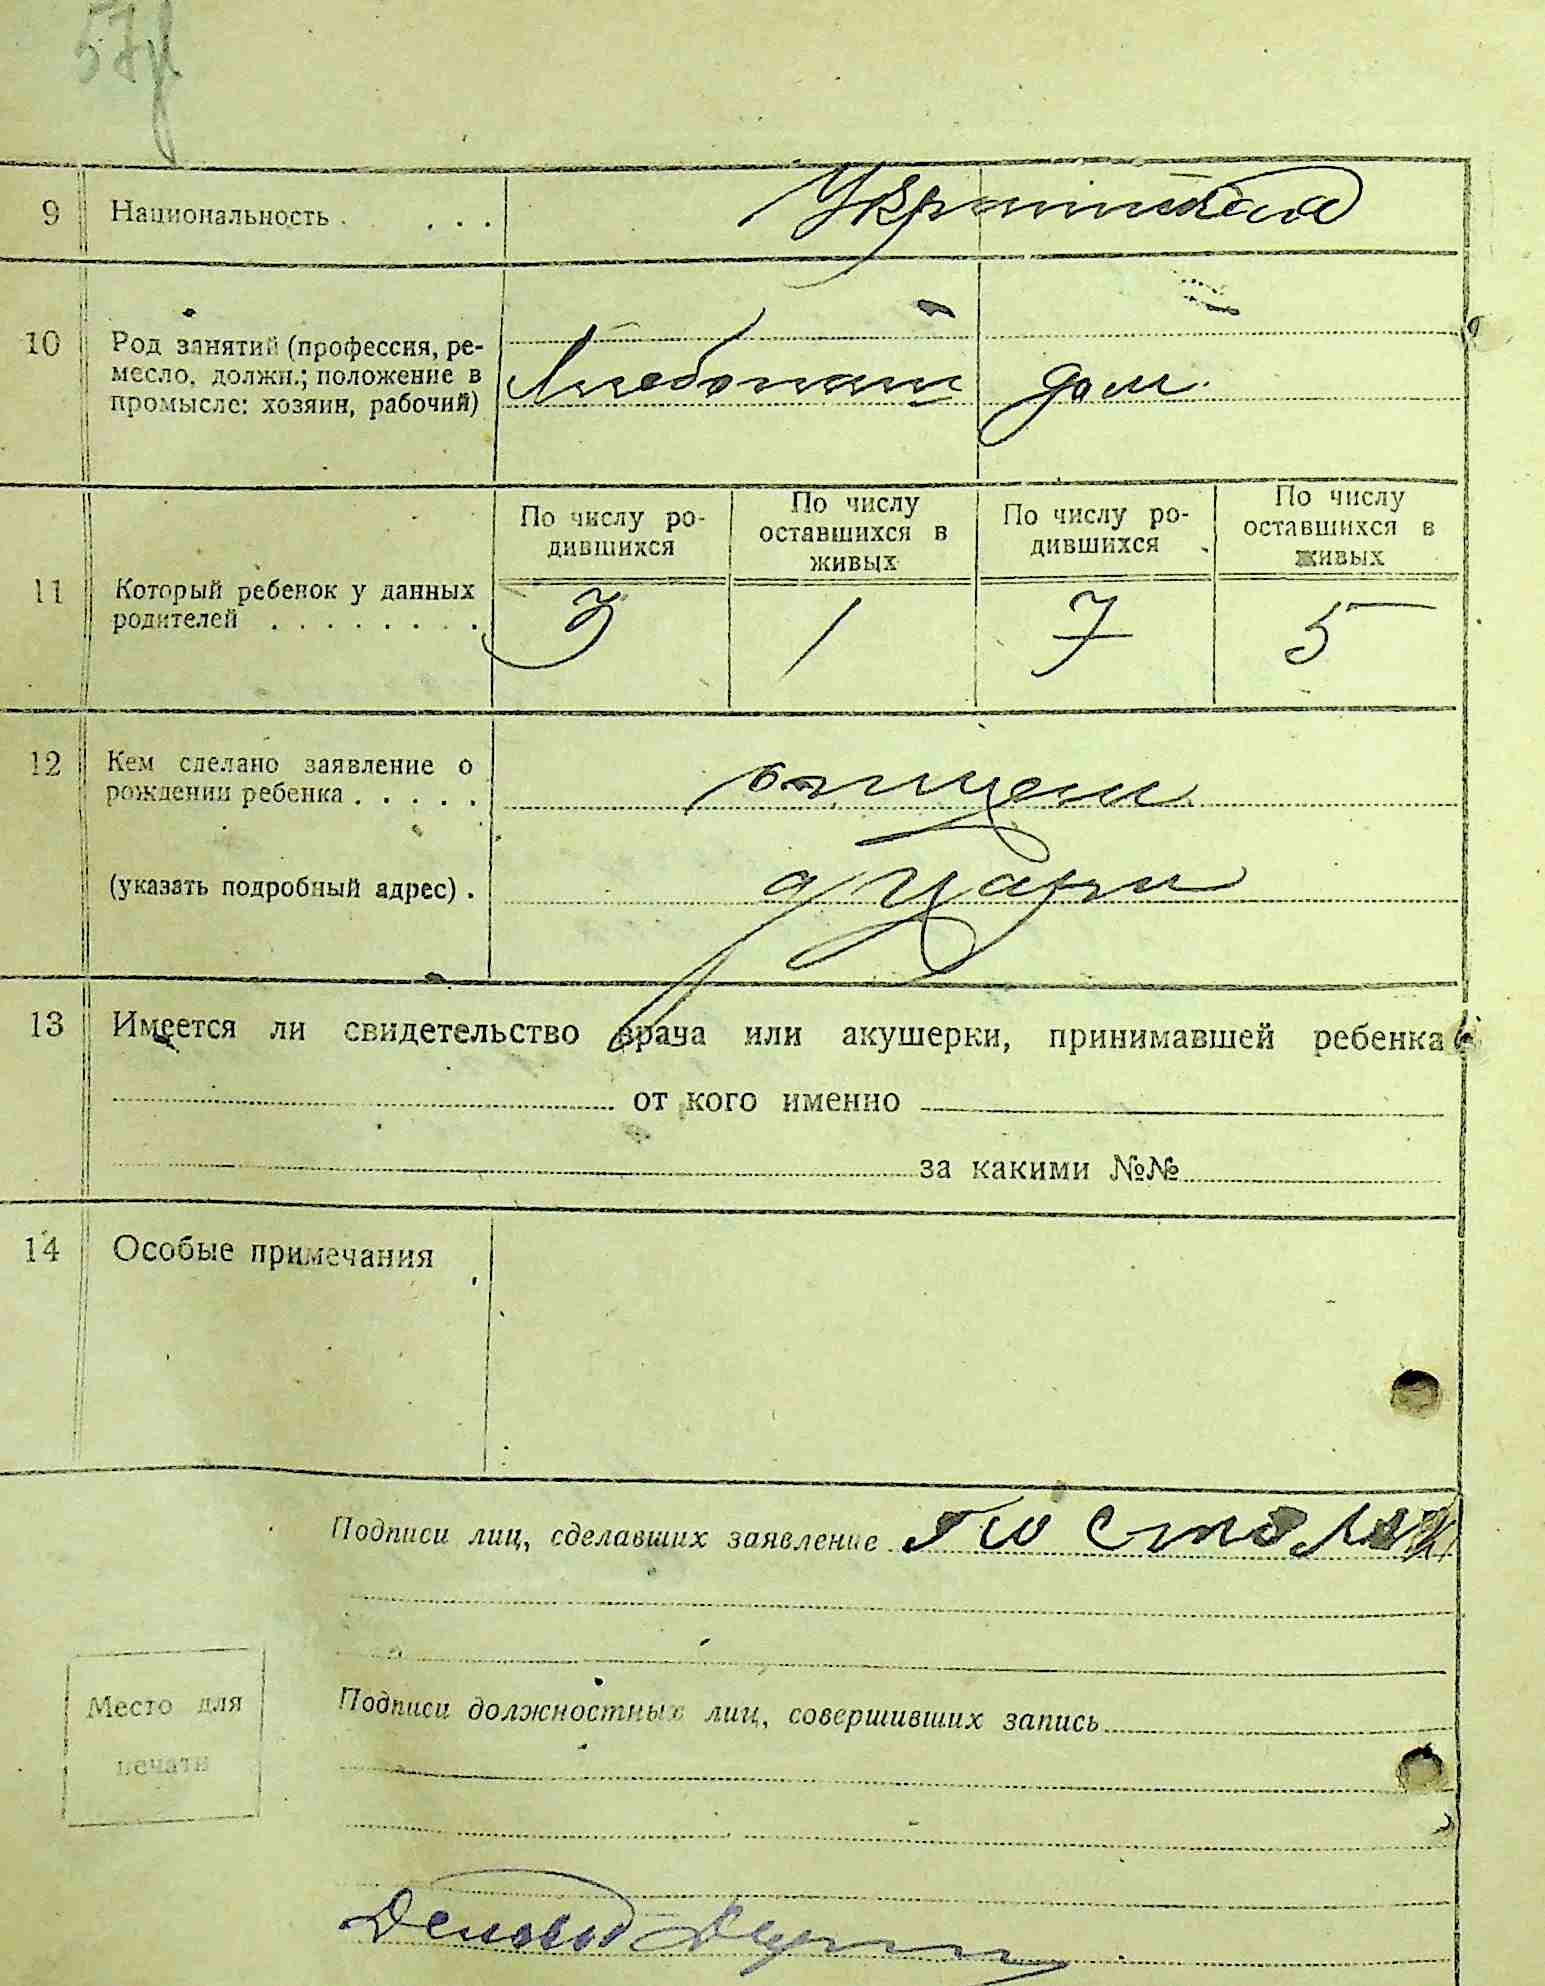 57
9 Национальность . . . . Украинская
10 Род занятий (профессия, ре-
месло, должн.; положение в
промысле: хозяин, рабочий)
Хлебопаш дом.
По числу ро-
дившихся
По числу
оставшихся в
живых
По числу ро-
дившихся
По числу
оставшихся в
живых
11 Который ребенок у данных
родителей . . . . . . . .
3 1 7 5
12 Кем сделано заявление о
рождении ребенка . . . . .
отцем
(указать подробный адрес) .
13 Имеется ли свидетельство врача или акушерки, принимавшей ребенка
от кого именно
за какими №№
14 Особые примечания
Подписи лиц, сделавших заявление
Место для
печати
Подписи должностных лиц, совершивших запись
Деловод